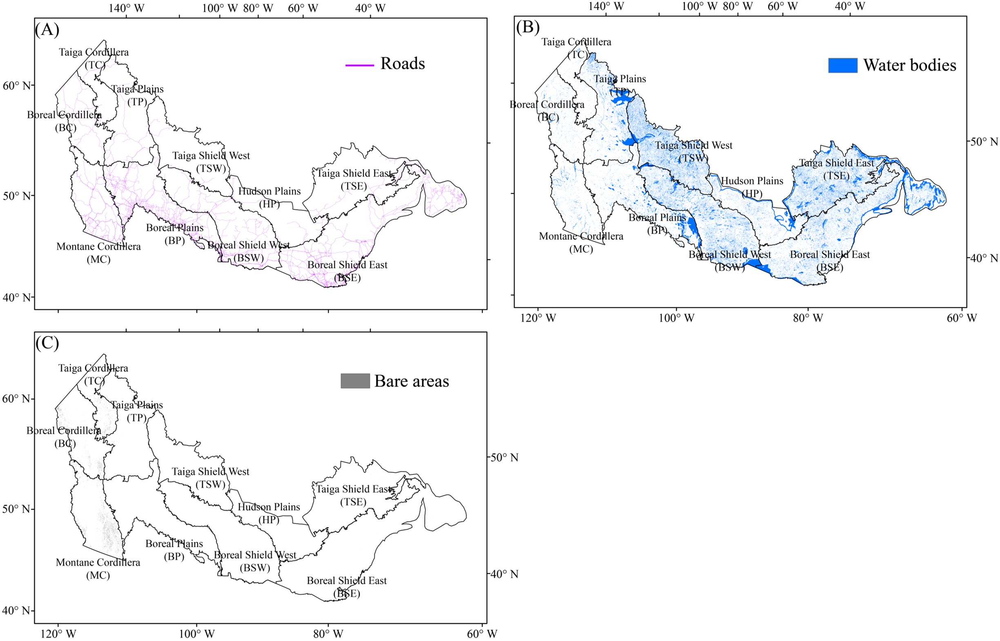 140° W 100° W 80° W 60° W 40° W
(A)
Taiga Cordillera
(TC)
Roads
60° N
Taiga Plains
(TP)
Boreal Cordillera
(BC)
Taiga Shield West
(TSW)
Taiga Shield East
(TSE)
50° N
Hudson Plains
(HP)
Boreal Plains
(BP)
Montane Cordillera
(MC)
Boreal Shield West
(BSW)
Boreal Shield East
(BSE)
40° N
140° W 100° W 80° W 60° W 40° W
(B)
Taiga Cordillera
(TC)
Water bodies
Taiga Plains
(TP)
Boreal Cordillera
(BC)
50° N
Taiga Shield West
(TSW)
Taiga Shield East
(TSE)
Hudson Plains
(HP)
Boreal Plains
(BP)
Montane Cordillera
(MC)
Boreal Shield West
(BSW)
Boreal Shield East
(BSE)
40° N
120° W 100° W 80° W 60° W
(C)
Taiga Cordillera
(TC)
Bare areas
60° N
Taiga Plains
(TP)
Boreal Cordillera
(BC)
50° N
Taiga Shield West
(TSW)
Taiga Shield East
(TSE)
50° N
Hudson Plains
(HP)
Boreal Plains
(BP)
Montane Cordillera
(MC)
Boreal Shield West
(BSW)
Boreal Shield East
(BSE)
40° N
40° N
120° W 100° W 80° W 60° W